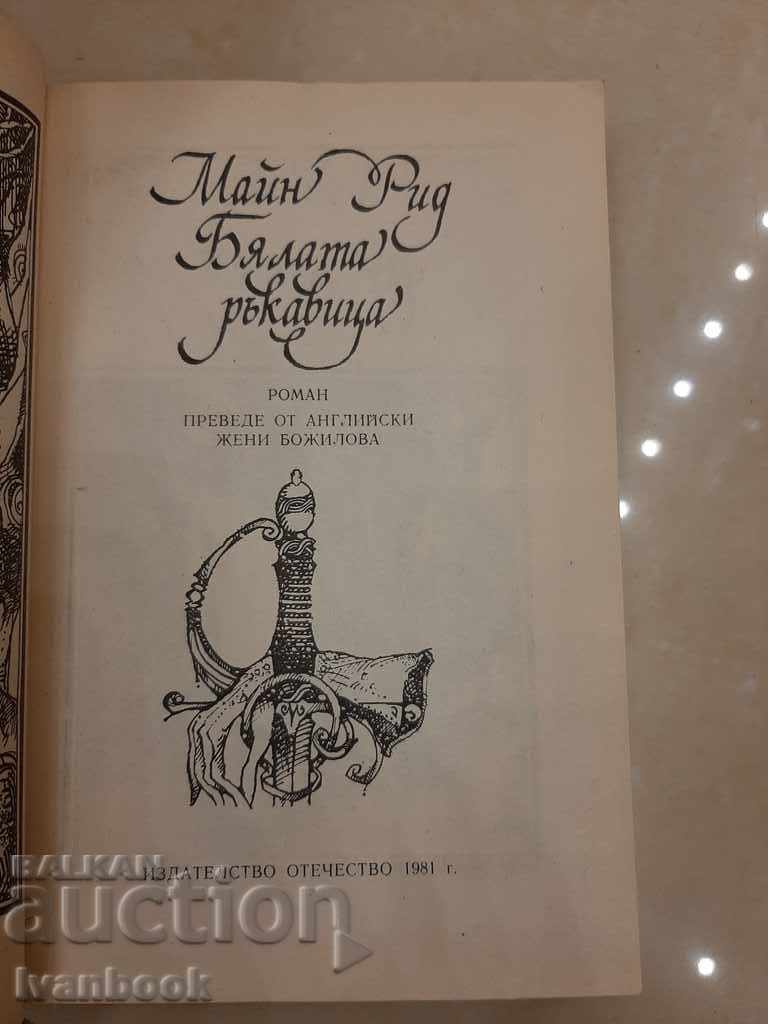 Майн Рид
Бялата
ръкавица
РОМАН
ПРЕВЕДЕ ОТ АНГЛИЙСКИ
ЖЕНИ БОЖИЛОВА
ИЗДАТЕЛСТВО ОТЕЧЕСТВО 1981 г.
BALKAN
auction
Ivanbook